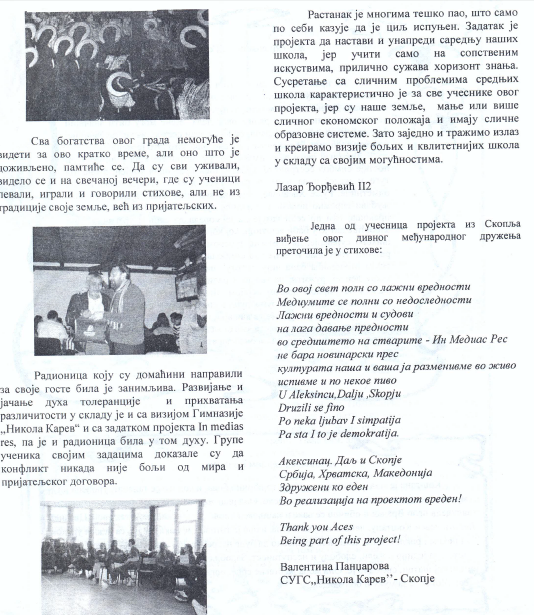 Сва богатства овог града немогуће је
видети за ово кратко време, али оно што је
доживљено, памтиће се. Да су сви уживали,
видело се и на свечаној вечери, где су ученици
певали, играли и говорили стихове, али не из
традиције своје земље, већ из пријатељских.
Радионица коју су домаћини направили
за своје госте била је занимљива. Развијање и
јачање духа толеранције и прихватања
различитости у складу је и са визијом Гимназије
„Никола Карев“ и са задатком пројекта In medias
res, па је и радионица била у том духу. Групе
ученика својим задацима доказале су да
конфликт никада није бољи од мира и
пријатељског договора.
Растанак је многима тешко пао, што само
по себи казује да је циљ испуњен. Задатак је
пројекта да настави и унапреди саредњу наших
школа, јер учити само на сопственим
искуствима, прилично сужава хоризонт знања.
Сусретање са сличним проблемима средњих
школа карактеристично је за све учеснике овог
пројекта, јер су наше земље, мање или више
сличног економског положаја и имају сличне
образовне системе. Зато заједно и тражимо излаз
и креирамо визије бољих и квлитетнијих школа
у складу са својим могућностима.
Лазар Ђорђевић II2
Једна од учесница пројекта из Скопља
виђење овог дивног међународног дружења
преточила је у стихове:
Во овој свет полн со лажни вредности
Медиумите се полни со недоследности
Лажни вредности и судови
на лага давање предности
во средиштето на стварите - Ин Медиас Рес
не бара новинарски прес
културата наша и ваша ја разменивме во живо
испивме и по некое пиво
U Aleksincu,Dalju ,Skopju
Druzili se fino
Po neka ljubav I simpatija
Pa sta I to je demokratija.
Акексинац. Даљ и Скопје
Србија, Хрватска, Македонија
Здружени ко еден
Во реализација на проектот вреден!
Thank you Aces
Being part of this project!
Валентина Панџарова
СУГС„Никола Карев’’- Скопје